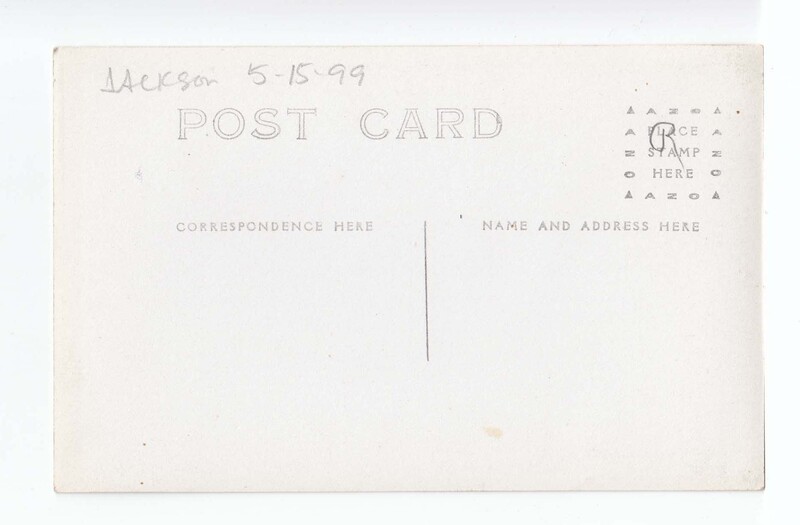 JACKSON 5-15-99
POST CARD
AZO
PLACE
STAMP
HERE
AZO
R
CORRESPONDENCE HERE
NAME AND ADDRESS HERE